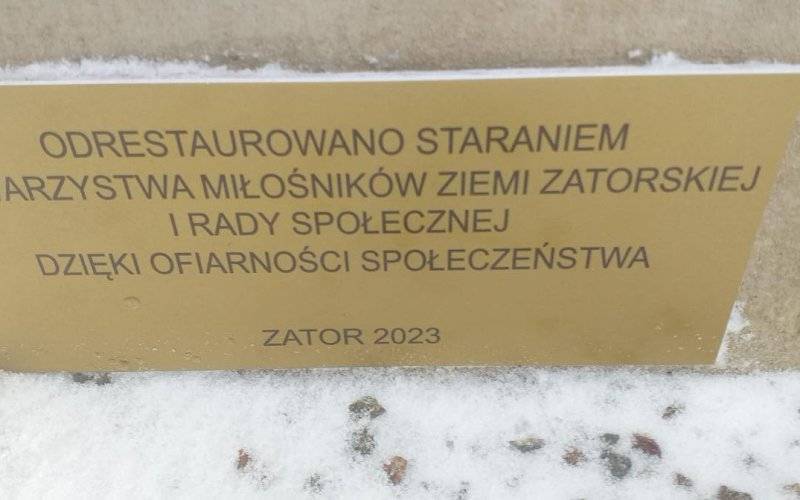 ODRESTAUROWANO STARANIEM
ARZYSTWA MIŁOŚNIKÓW ZIEMI ZATORSKIEJ
I RADY SPOŁECZNEJ
DZIĘKI OFIARNOŚCI SPOŁECZEŃSTWA
ZATOR 2023